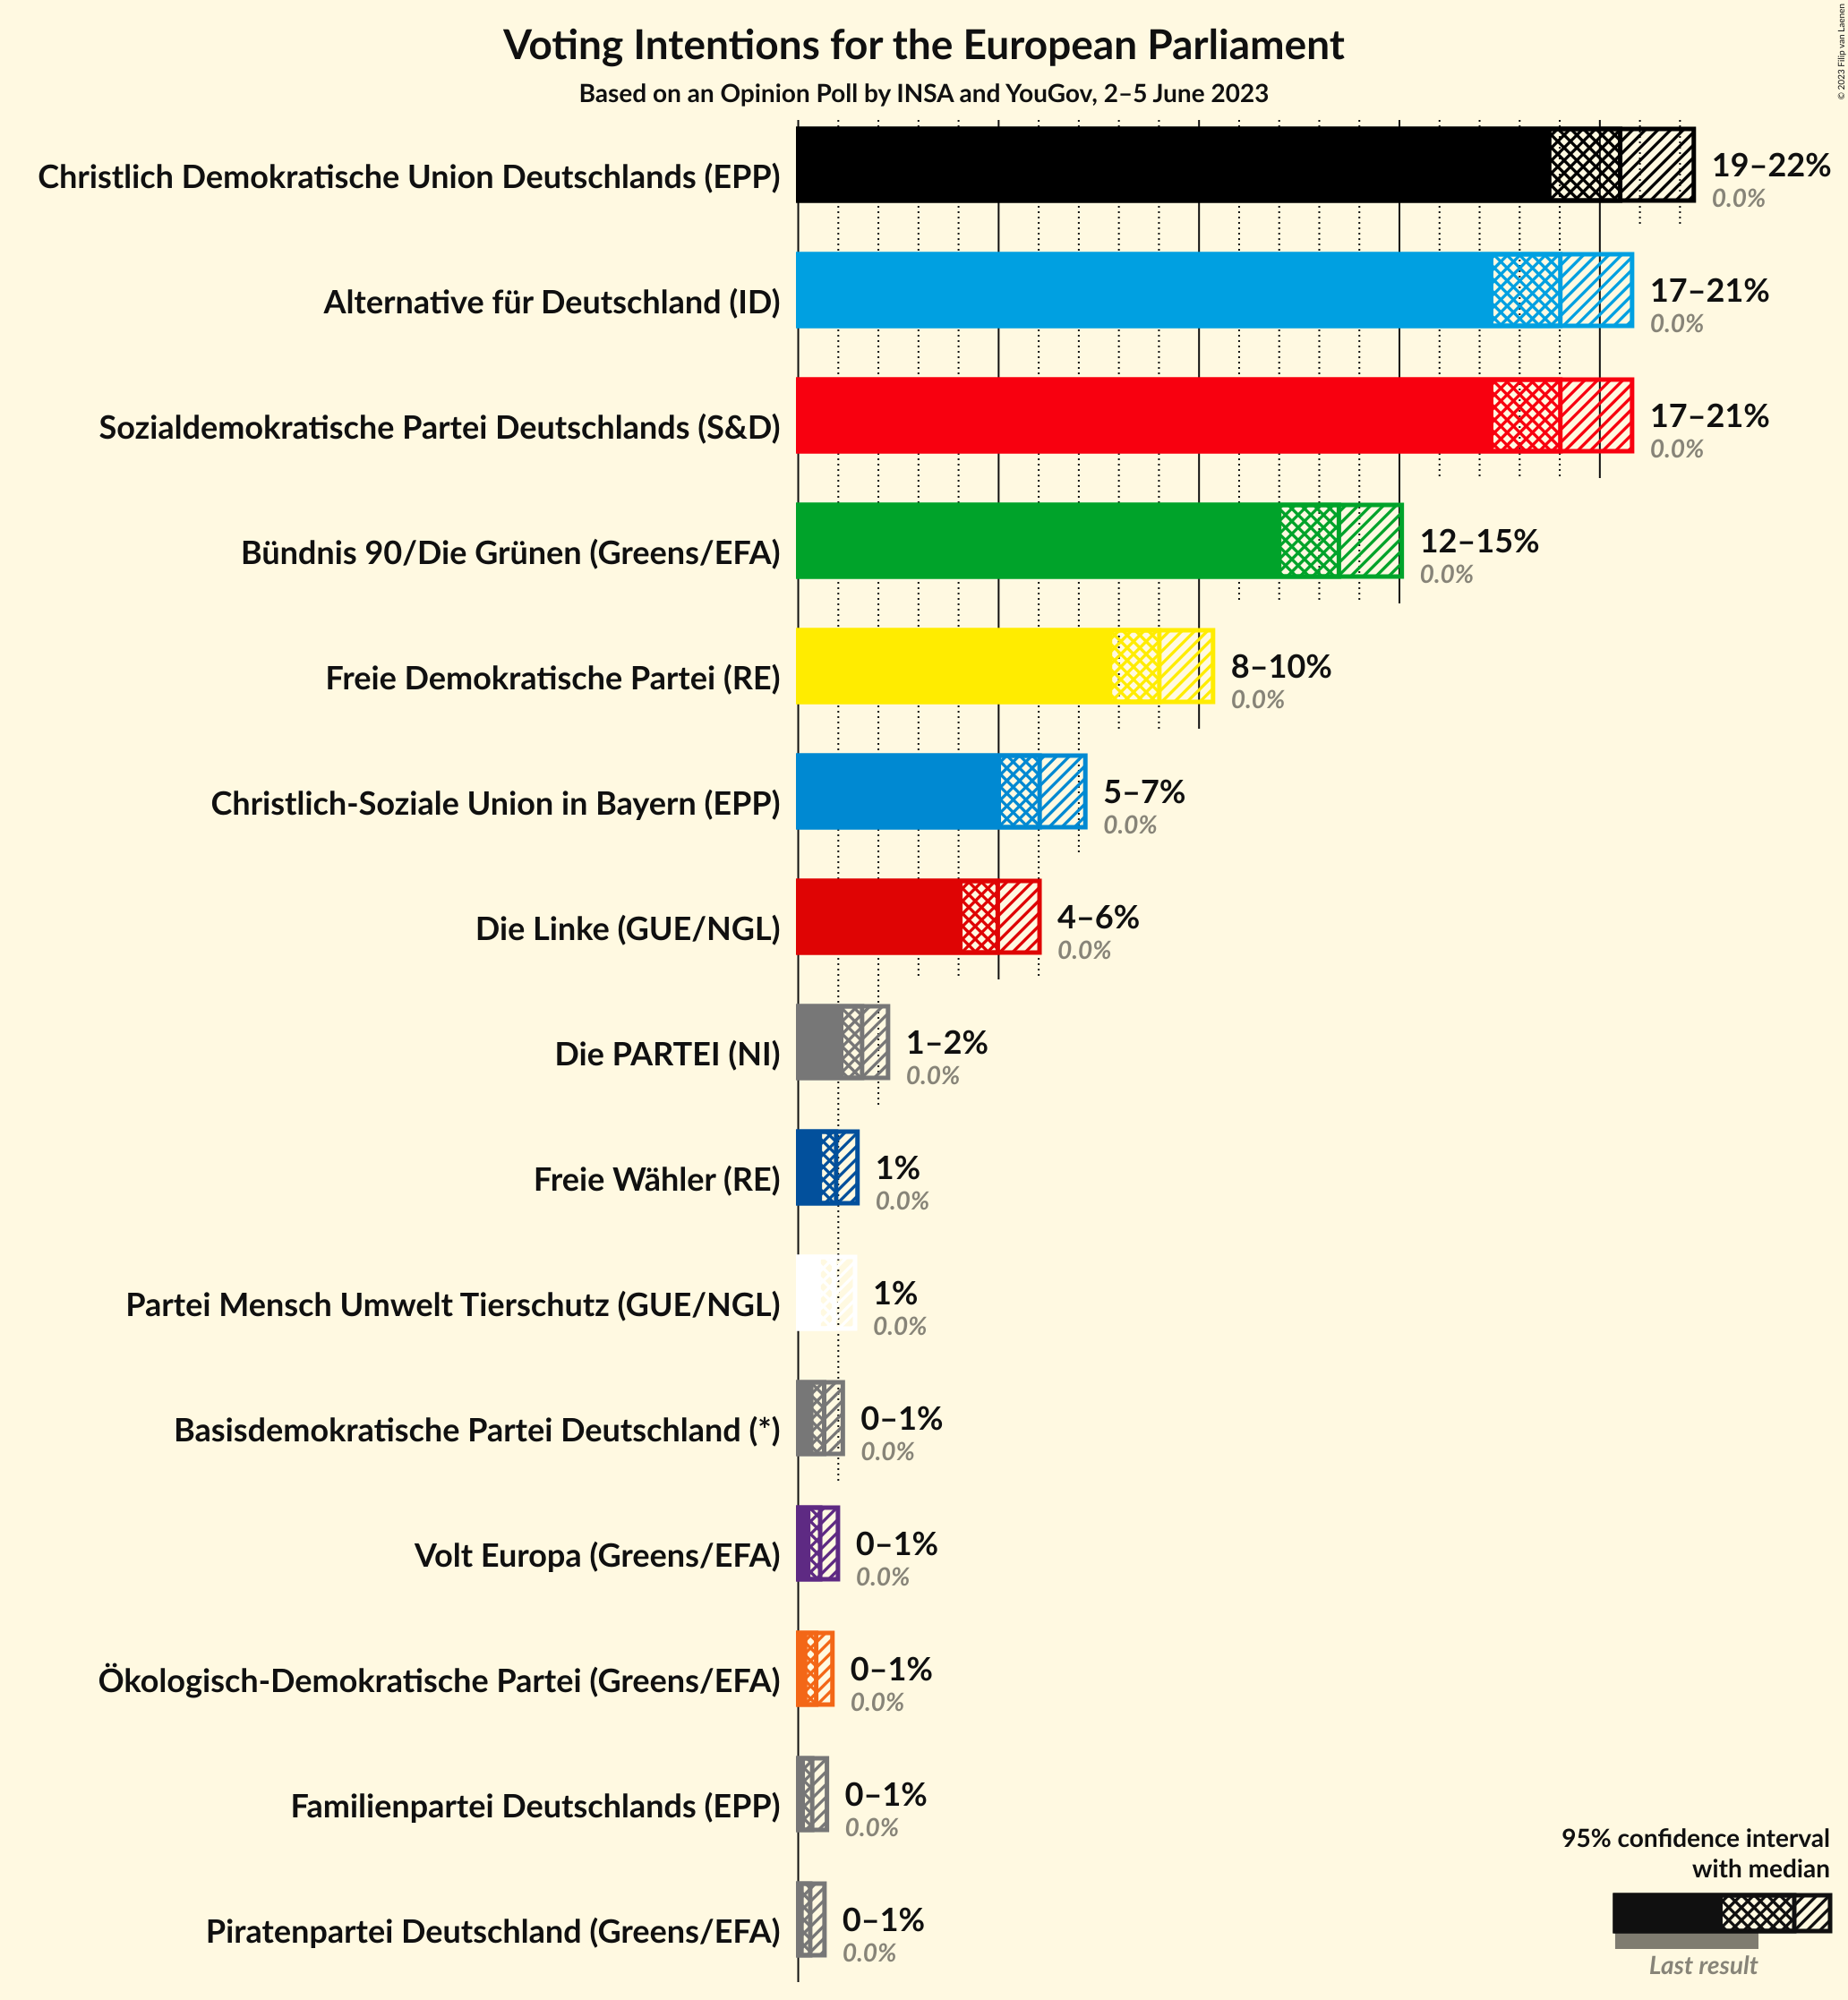 Voting Intentions for the European Parliament
Based on an Opinion Poll by INSA and YouGov, 2–5 June 2023
© 2023 Filip van Laenen
Christlich Demokratische Union Deutschlands (EPP)
19–22%
0.0%
Alternative für Deutschland (ID)
17–21%
0.0%
Sozialdemokratische Partei Deutschlands (S&D)
17–21%
0.0%
Bündnis 90/Die Grünen (Greens/EFA)
12–15%
0.0%
Freie Demokratische Partei (RE)
8–10%
0.0%
Christlich-Soziale Union in Bayern (EPP)
5–7%
0.0%
Die Linke (GUE/NGL)
4–6%
0.0%
Die PARTEI (NI)
1–2%
0.0%
Freie Wähler (RE)
1%
0.0%
Partei Mensch Umwelt Tierschutz (GUE/NGL)
1%
0.0%
Basisdemokratische Partei Deutschland (*)
0–1%
0.0%
Volt Europa (Greens/EFA)
0–1%
0.0%
Ökologisch-Demokratische Partei (Greens/EFA)
0–1%
0.0%
Familienpartei Deutschlands (EPP)
0–1%
0.0%
Piratenpartei Deutschland (Greens/EFA)
0–1%
0.0%
95% confidence interval
with median
Last result